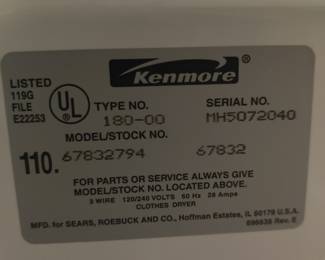 Kenmore®
LISTED
119G
FILE
E22253
UL®
TYPE NO.
180-00
SERIAL NO.
MH5072040
MODEL/STOCK NO.
110. 67832794 67832
FOR PARTS OR SERVICE ALWAYS GIVE
MODEL/STOCK NO. LOCATED ABOVE.
3 WIRE 120/240 VOLTS 60 Hz 26 Amps
CLOTHES DRYER
MFD. for SEARS, ROEBUCK AND CO., Hoffman Estates, IL 60179 U.S.A.
Rev. E